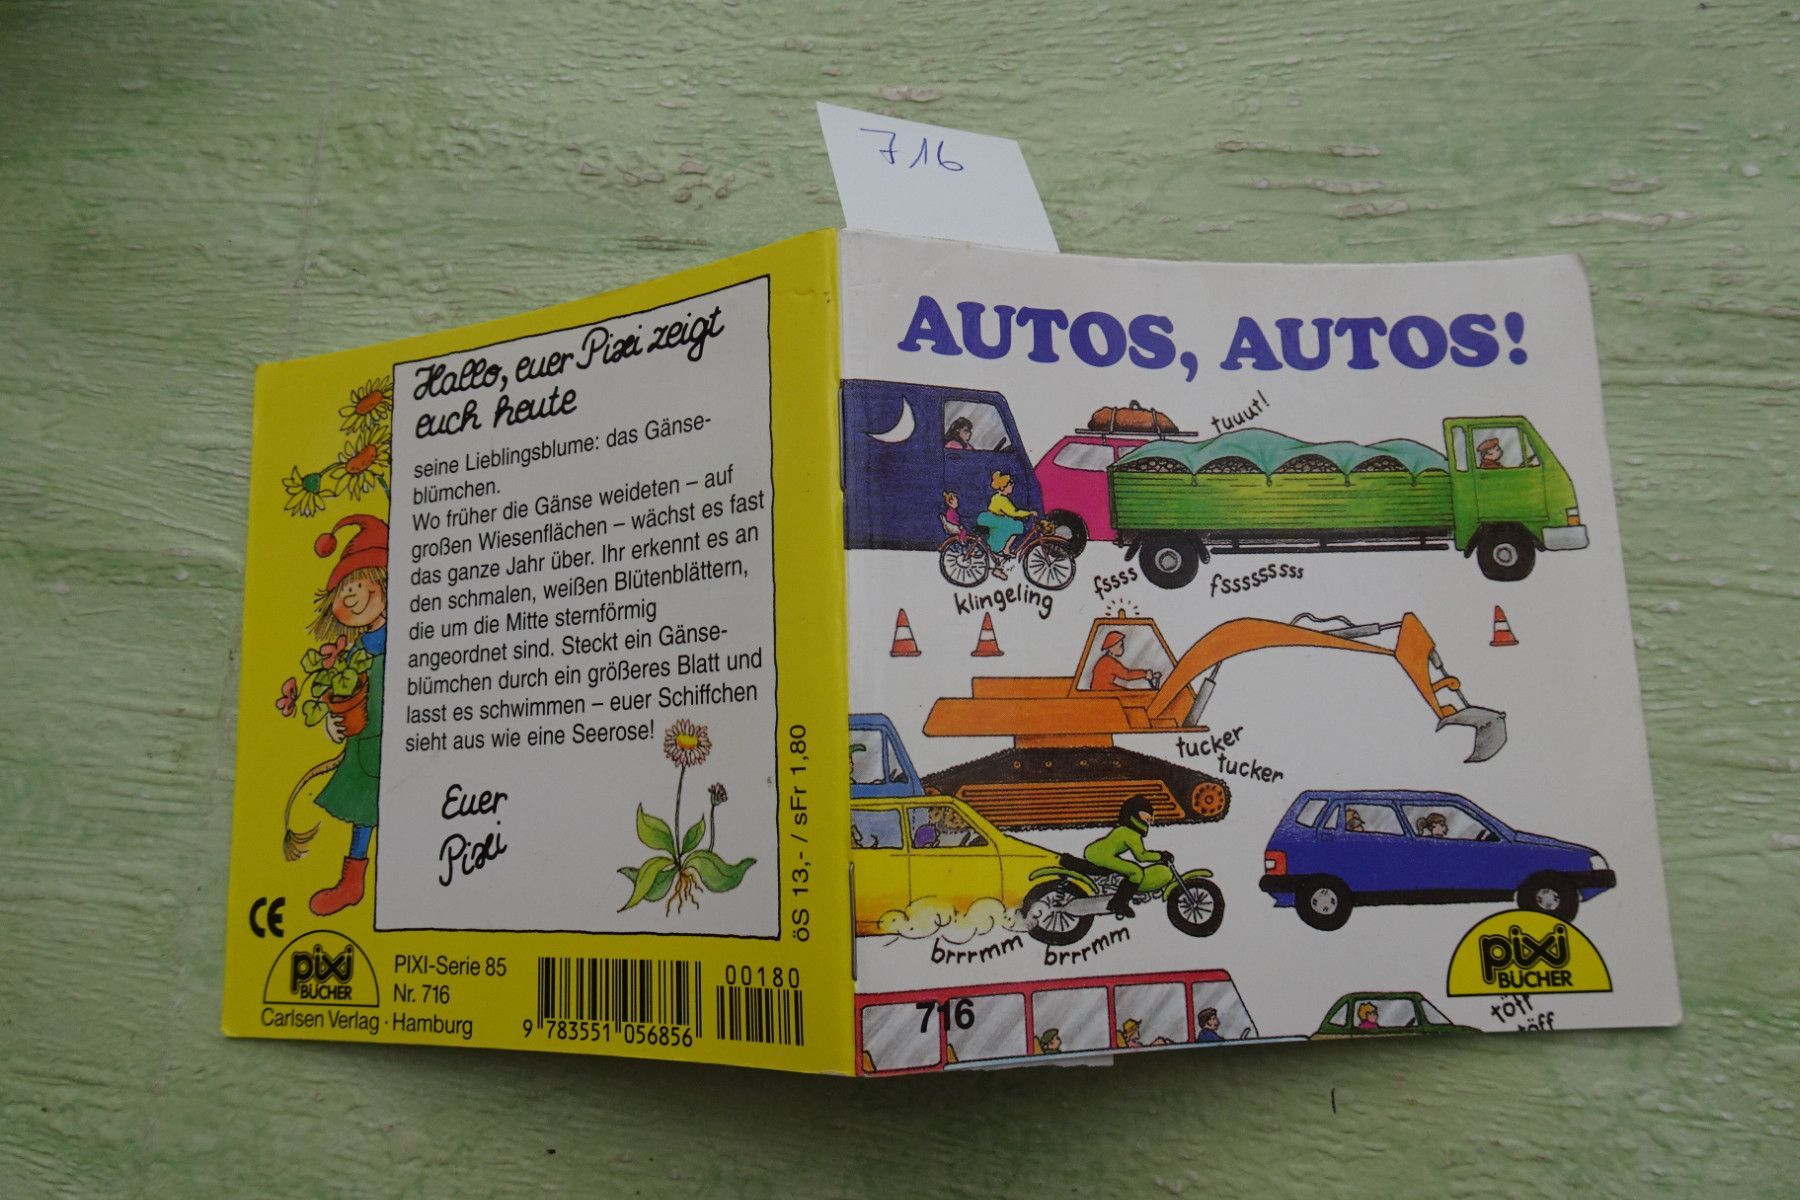 716
Hallo, euer Pixi zeigt
euch heute
seine Lieblingsblume: das Gänse-
blümchen.
Wo früher die Gänse weideten – auf
großen Wiesenflächen – wächst es fast
das ganze Jahr über. Ihr erkennt es an
den schmalen, weißen Blütenblättern,
die um die Mitte sternförmig
angeordnet sind. Steckt ein Gänse-
blümchen durch ein größeres Blatt und
lasst es schwimmen – euer Schiffchen
sieht aus wie eine Seerose!
Euer
Pixi
öS 13,- / sFr 1,80
CE
pixi
BÜCHER
PIXI-Serie 85
Nr. 716
Carlsen Verlag · Hamburg
9 783551 056856
00180
AUTOS, AUTOS!
tuuut!
klingeling
fssss
fsssssssss
tucker
tucker
brrrmm
brrrmm
716
pixi
BÜCHER
töff
töff